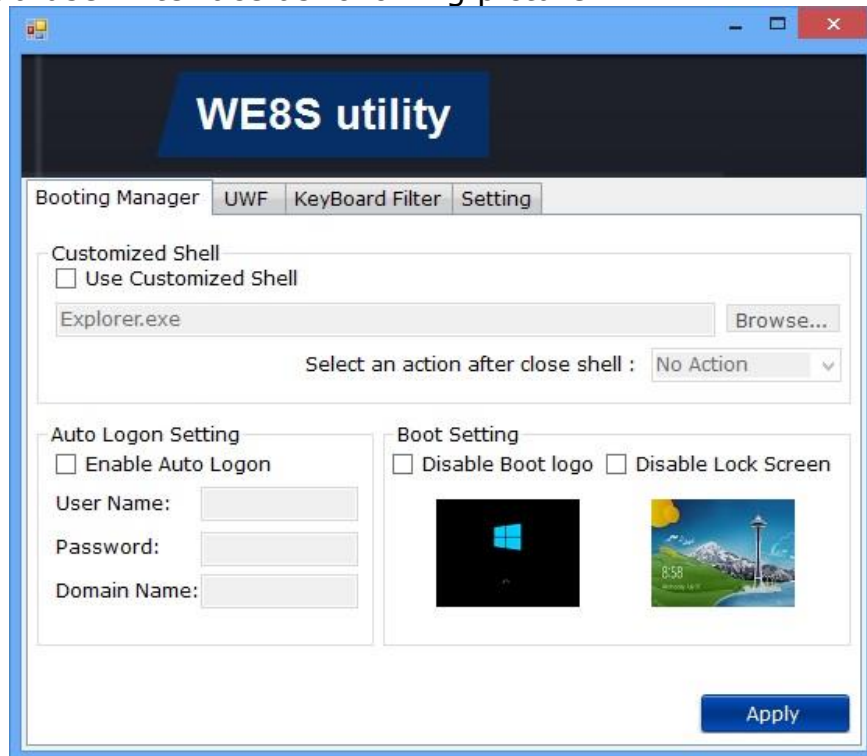 WE8S utility
Booting Manager UWF KeyBoard Filter Setting
Customized Shell
Use Customized Shell
Explorer.exe Browse...
Select an action after close shell : No Action
Auto Logon Setting Boot Setting
Enable Auto Logon Disable Boot logo Disable Lock Screen
User Name:
Password:
8:58
Domain Name:
Apply